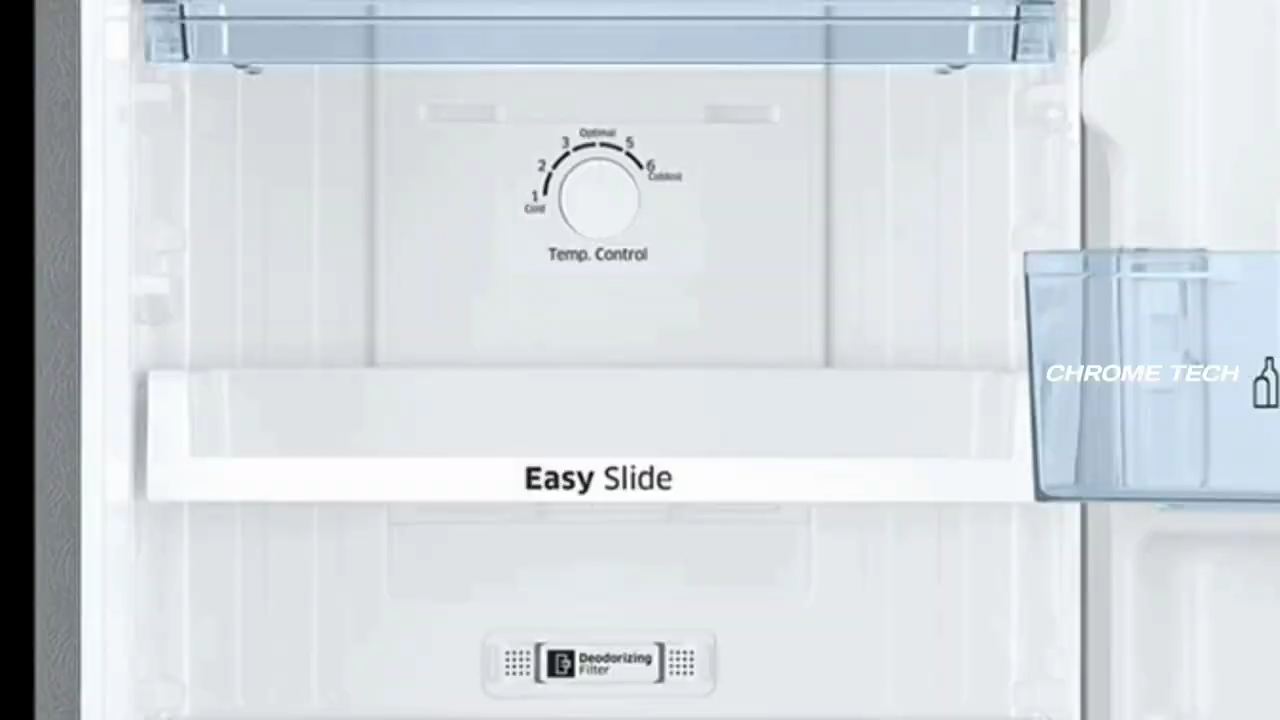 Optimal
3
5
2
6
Coldest
1
Cold
Temp. Control
CHROME TECH
Easy Slide
Deodorizing
Filter